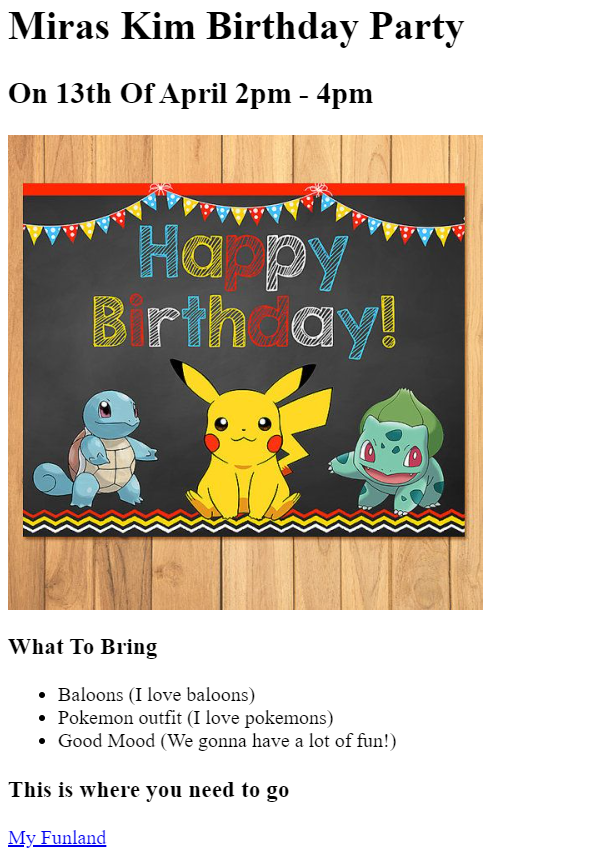 Miras Kim Birthday Party
On 13th Of April 2pm - 4pm
Happy
Birthday!
What To Bring
Baloons (I love baloons)
Pokemon outfit (I love pokemons)
Good Mood (We gonna have a lot of fun!)
This is where you need to go
My Funland